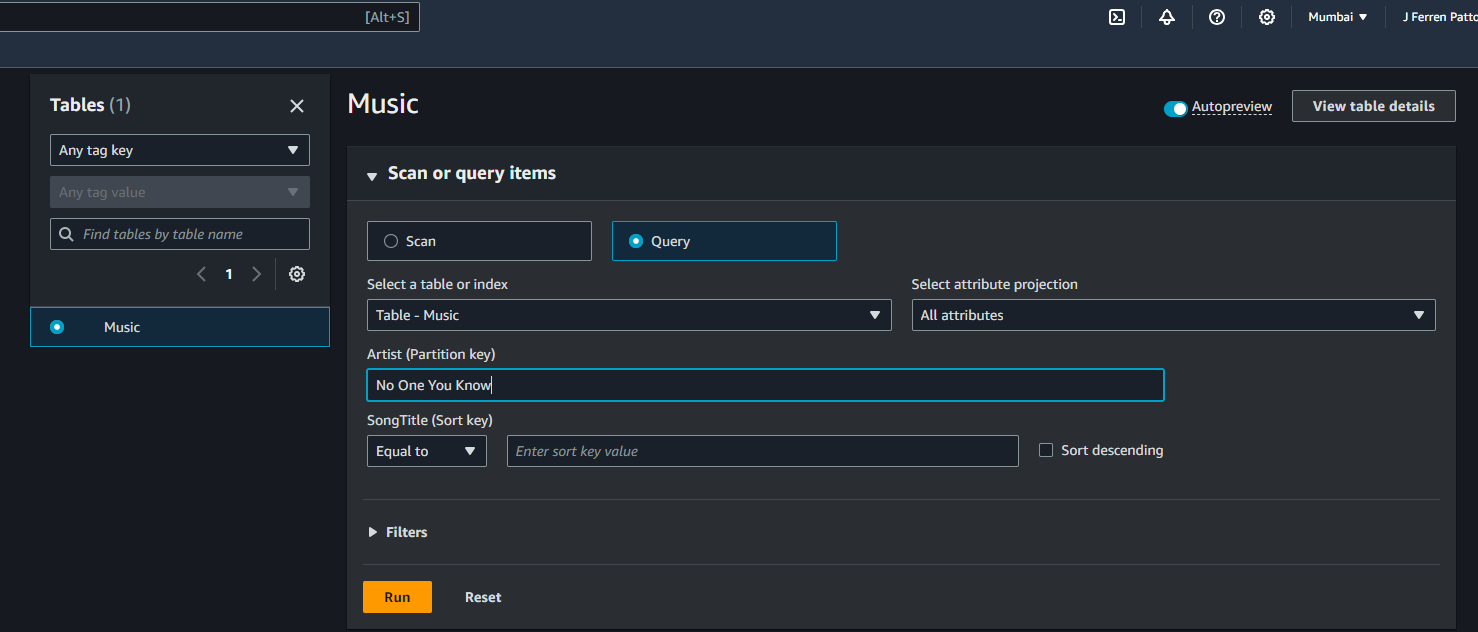 [Alt+S]
Mumbai
J Ferren
Tables (1)
Any tag key
Any tag value
Find tables by table name
1
Music
Music
Autopreview
View table details
Scan or query items
Scan
Query
Select a table or index
Select attribute projection
Table - Music
All attributes
Artist (Partition key)
No One You Know
SongTitle (Sort key)
Equal to
Enter sort key value
Sort descending
Filters
Run
Reset